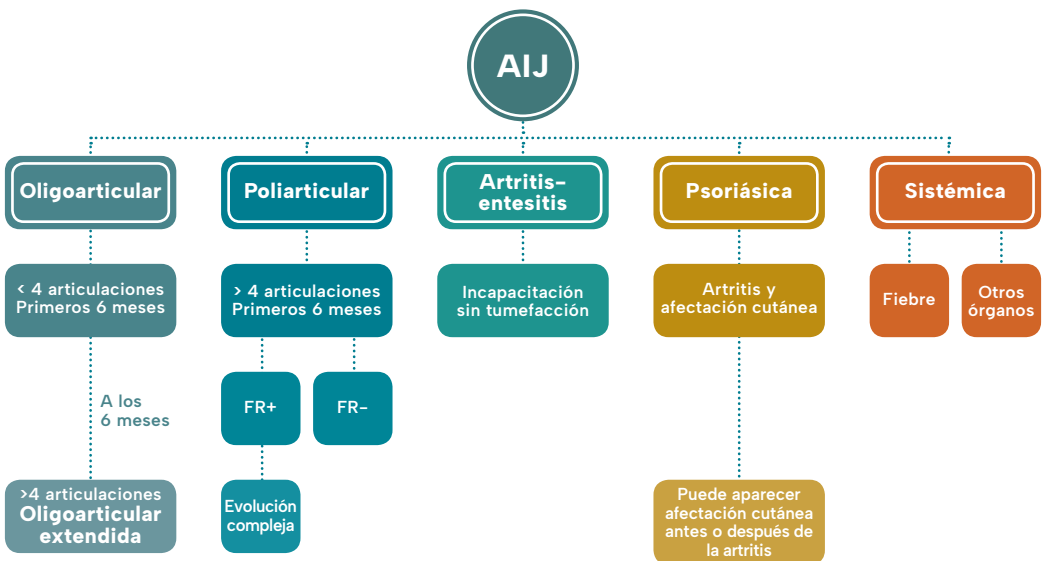 AIJ
Oligoarticular
Poliarticular
Artritis-
entesitis
Psoriásica
Sistémica
< 4 articulaciones
Primeros 6 meses
> 4 articulaciones
Primeros 6 meses
Incapacitación
sin tumefacción
Artritis y
afectación cutánea
Fiebre
Otros
órganos
A los
6 meses
FR+
FR-
>4 articulaciones
Oligoarticular
extendida
Evolución
compleja
Puede aparecer
afectación cutánea
antes o después de
la artritis